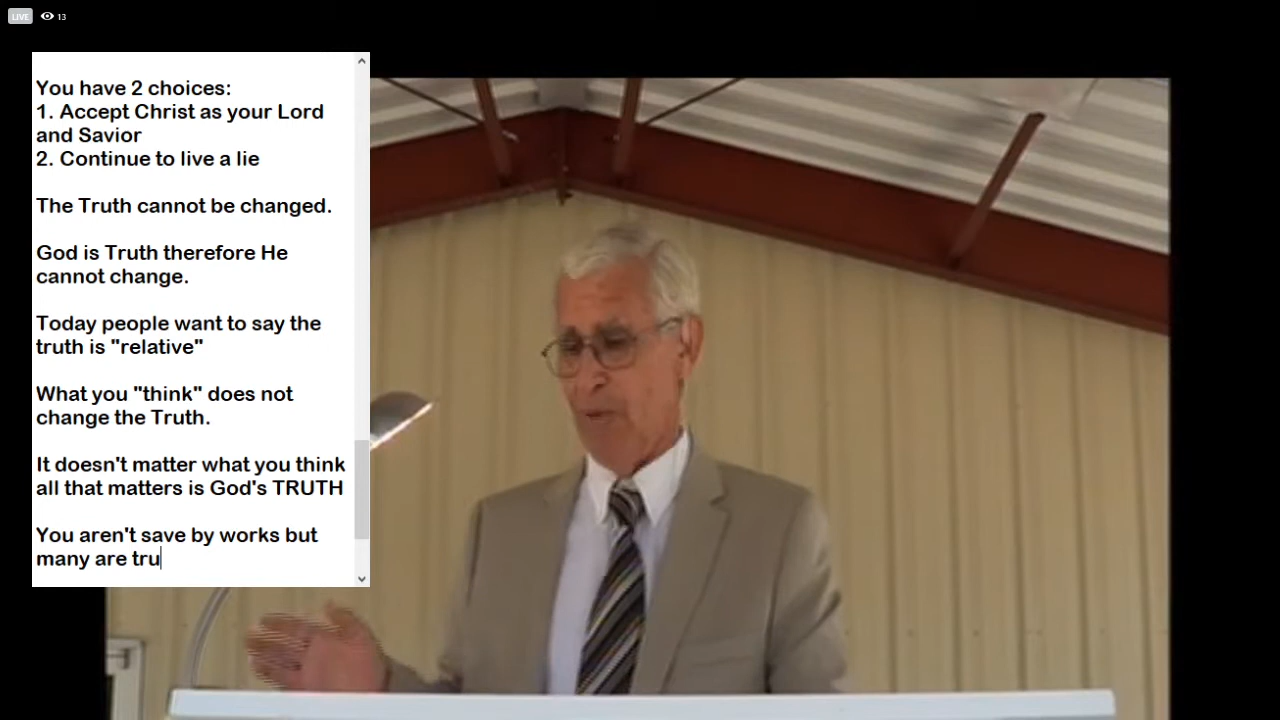 LIVE 13
You have 2 choices:
1. Accept Christ as your Lord
and Savior
2. Continue to live a lie
The Truth cannot be changed.
God is Truth therefore He
cannot change.
Today people want to say the
truth is "relative"
What you "think" does not
change the Truth.
It doesn't matter what you think
all that matters is God's TRUTH
You aren't save by works but
many are tru